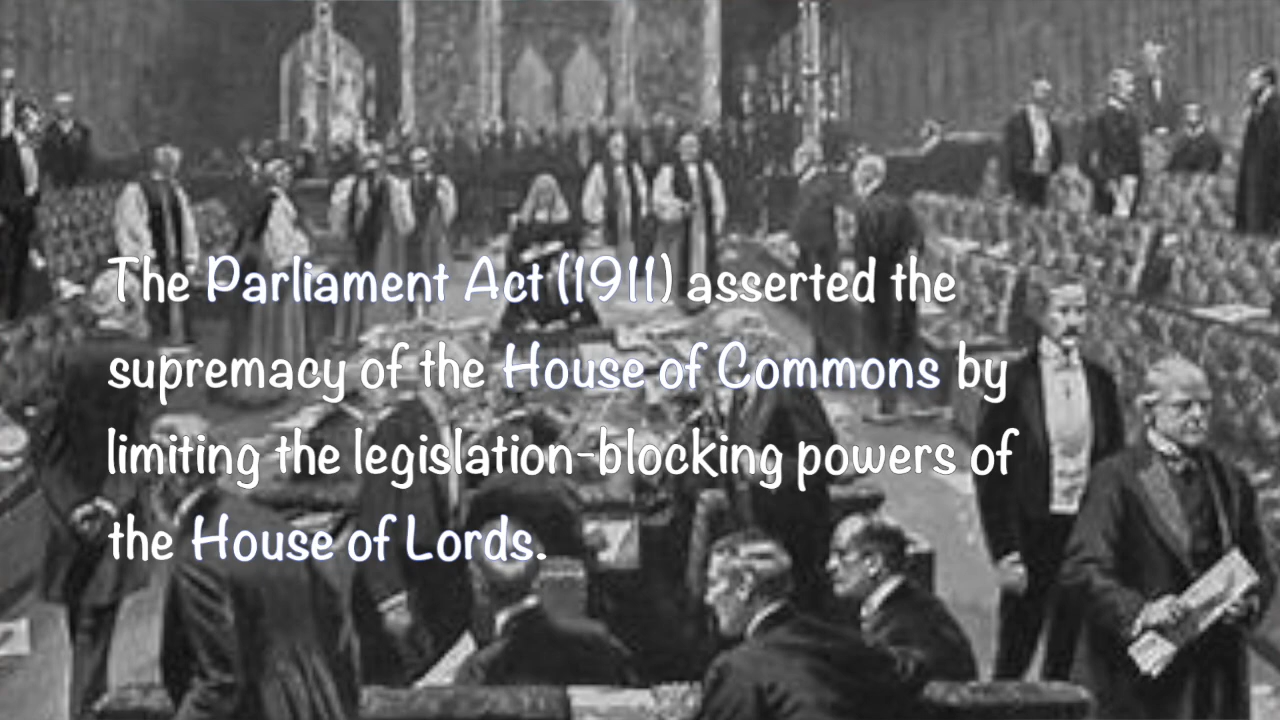 The Parliament Act (1911) asserted the
supremacy of the House of Commons by
limiting the legislation-blocking powers of
the House of Lords.